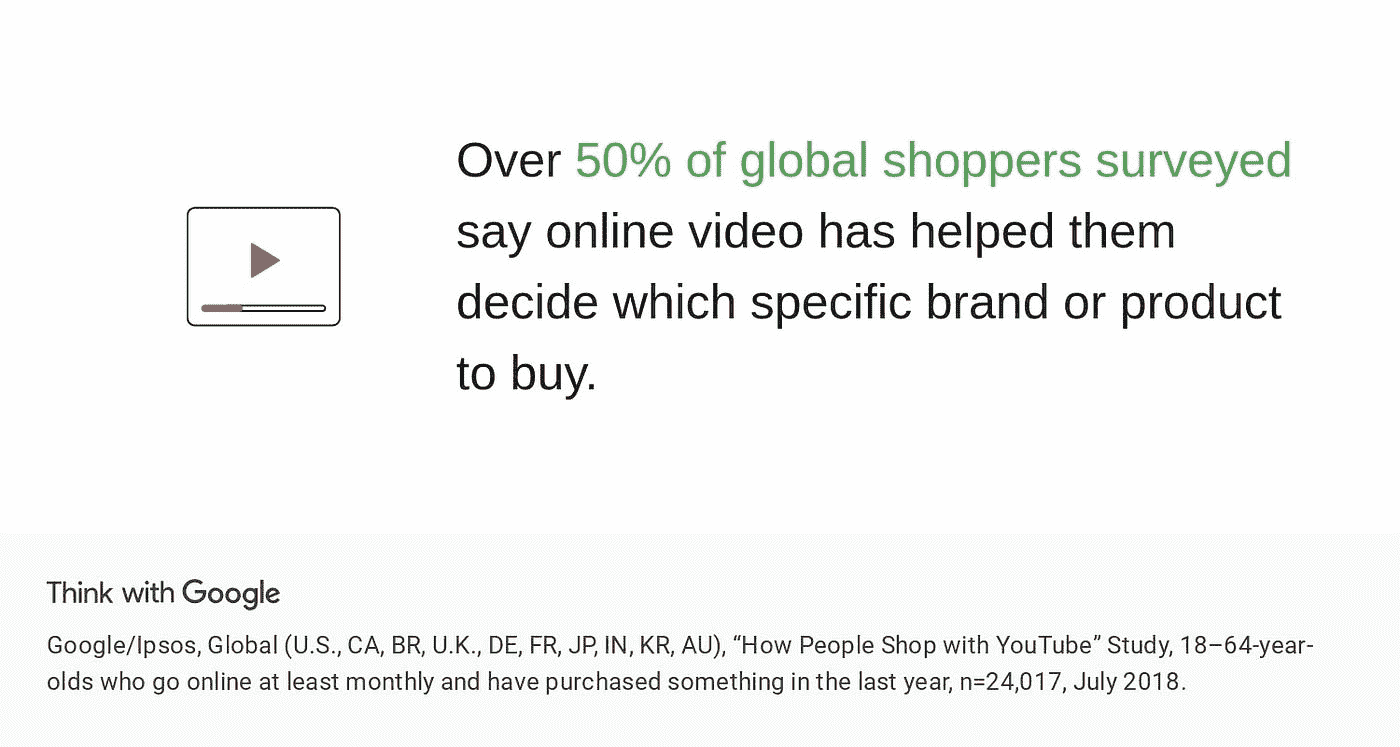 Over 50% of global shoppers surveyed
say online video has helped them
decide which specific brand or product
to buy.
Think with Google
Google/Ipsos, Global (U.S., CA, BR, U.K., DE, FR, JP, IN, KR, AU), “How People Shop with YouTube” Study, 18–64-year-
olds who go online at least monthly and have purchased something in the last year, n=24,017, July 2018.